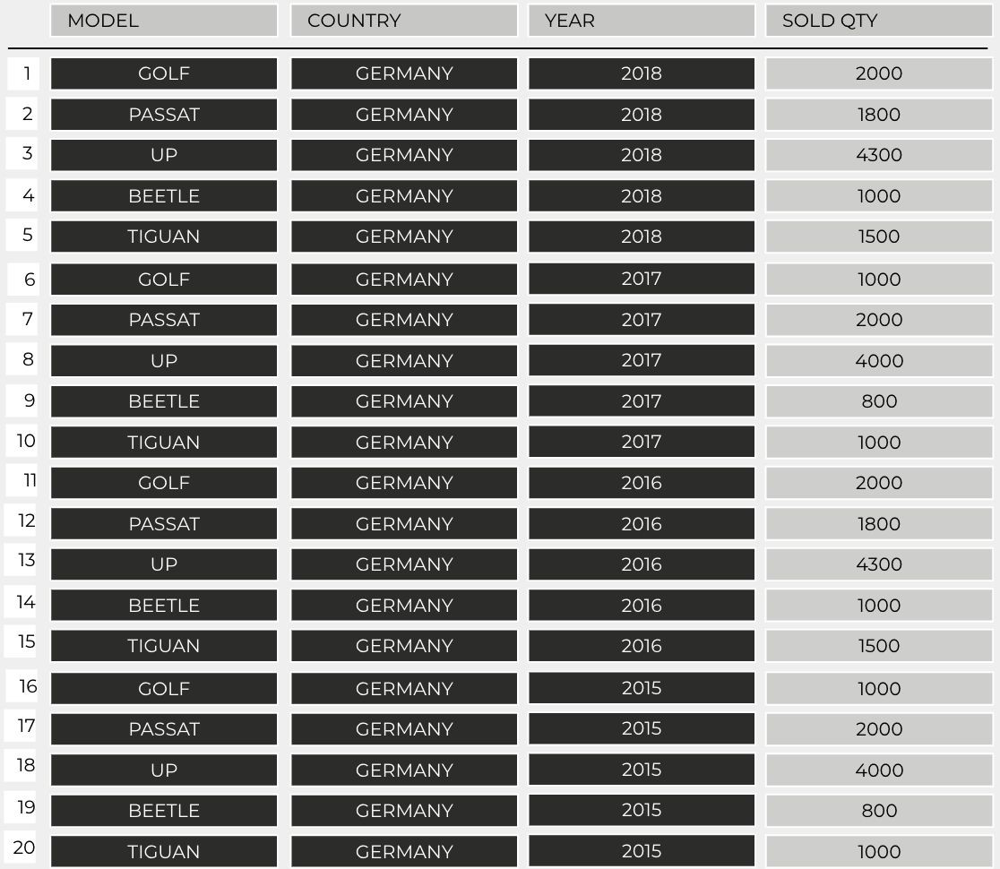 MODEL COUNTRY YEAR SOLD QTY
1 GOLF GERMANY 2018 2000
2 PASSAT GERMANY 2018 1800
3 UP GERMANY 2018 4300
4 BEETLE GERMANY 2018 1000
5 TIGUAN GERMANY 2018 1500
6 GOLF GERMANY 2017 1000
7 PASSAT GERMANY 2017 2000
8 UP GERMANY 2017 4000
9 BEETLE GERMANY 2017 800
10 TIGUAN GERMANY 2017 1000
11 GOLF GERMANY 2016 2000
12 PASSAT GERMANY 2016 1800
13 UP GERMANY 2016 4300
14 BEETLE GERMANY 2016 1000
15 TIGUAN GERMANY 2016 1500
16 GOLF GERMANY 2015 1000
17 PASSAT GERMANY 2015 2000
18 UP GERMANY 2015 4000
19 BEETLE GERMANY 2015 800
20 TIGUAN GERMANY 2015 1000